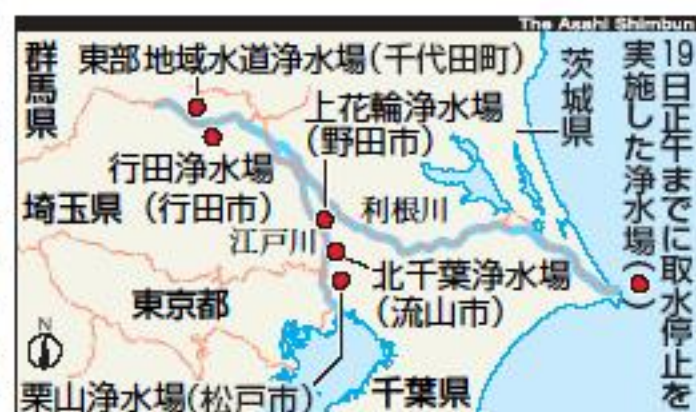 The Asahi Shimbun
19日正午までに取水停止を
実施した浄水場(●)
茨城県
群馬県
東部地域水道浄水場(千代田町)
上花輪浄水場
(野田市)
行田浄水場
(行田市)
埼玉県
利根川
江戸川
北千葉浄水場
(流山市)
東京都
N
栗山浄水場(松戸市)
千葉県